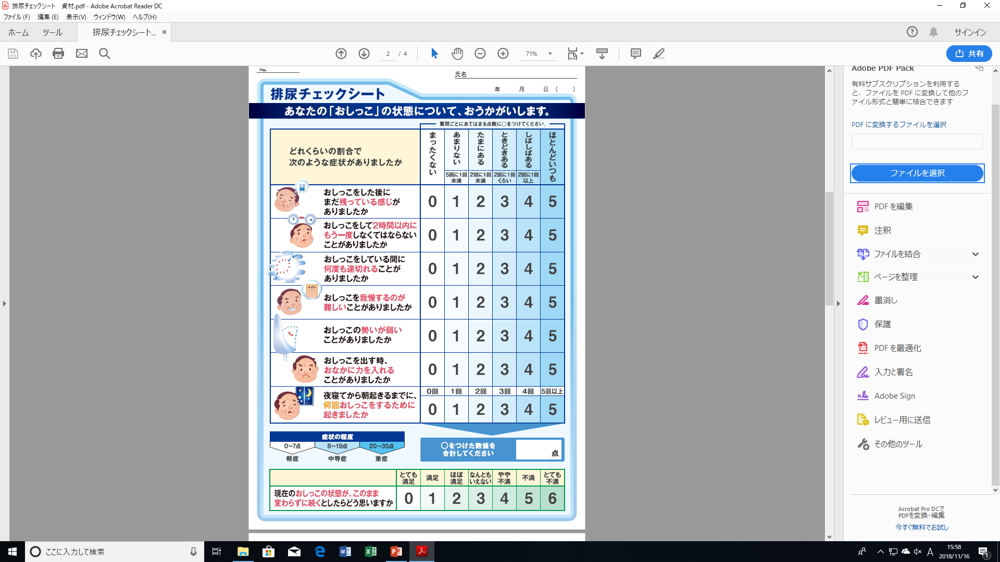 排尿チェックシート　資材.pdf - Adobe Acrobat Reader DC
ファイル (F)　編集 (E)　表示(V)　ウィンドウ(W)　ヘルプ(H)
ホーム　ツール　排尿チェックシート... ×　サインイン
2 / 4　71%　共有
No.
氏名
年　月　日（　）
排尿チェックシート
あなたの「おしっこ」の状態について、おうかがいします。
質問ごとにあてはまる点数に○をつけてください。
どれくらいの割合で
次のような症状がありましたか
まったくない
あまりない
5回に1回
未満
たまにある
2回に1回
未満
ときどきある
2回に1回
くらい
しばしばある
2回に1回
以上
ほとんどいつも
おしっこをした後に
まだ残っている感じが
ありましたか
0 1 2 3 4 5
おしっこをして2時間以内に
もう一度しなくてはならない
ことがありましたか
0 1 2 3 4 5
おしっこをしている間に
何度も途切れることが
ありましたか
0 1 2 3 4 5
トイレ
おしっこを我慢するのが
難しいことがありましたか
0 1 2 3 4 5
おしっこの勢いが弱い
ことがありましたか
0 1 2 3 4 5
おしっこを出す時、
おなかに力を入れる
ことがありましたか
0 1 2 3 4 5
夜寝てから朝起きるまでに、
何回おしっこをするために
起きましたか
0回 1回 2回 3回 4回 5回以上
0 1 2 3 4 5
症状の程度
0~7点 8~19点 20~35点
軽症 中等症 重症
○をつけた数値を
合計してください
点
とても
満足
満足
ほぼ
満足
なんとも
いえない
やや
不満
不満
とても
不満
現在のおしっこの状態が、このまま
変わらずに続くとしたらどう思いますか
0 1 2 3 4 5 6
Adobe PDF Pack
有料サブスクリプションを利用する
と、ファイルを PDF に変換して他のフ
ァイル形式と簡単に結合できます
PDF に変換するファイルを選択
ファイルを選択
PDF を編集
注釈
ファイルを結合
ページを整理
墨消し
保護
PDF を最適化
入力と署名
Adobe Sign
レビュー用に送信
その他のツール
Acrobat Pro DCで
PDFを変換・編集
今すぐ無料でお試し
ここに入力して検索
A
15:58
2018/11/16
1